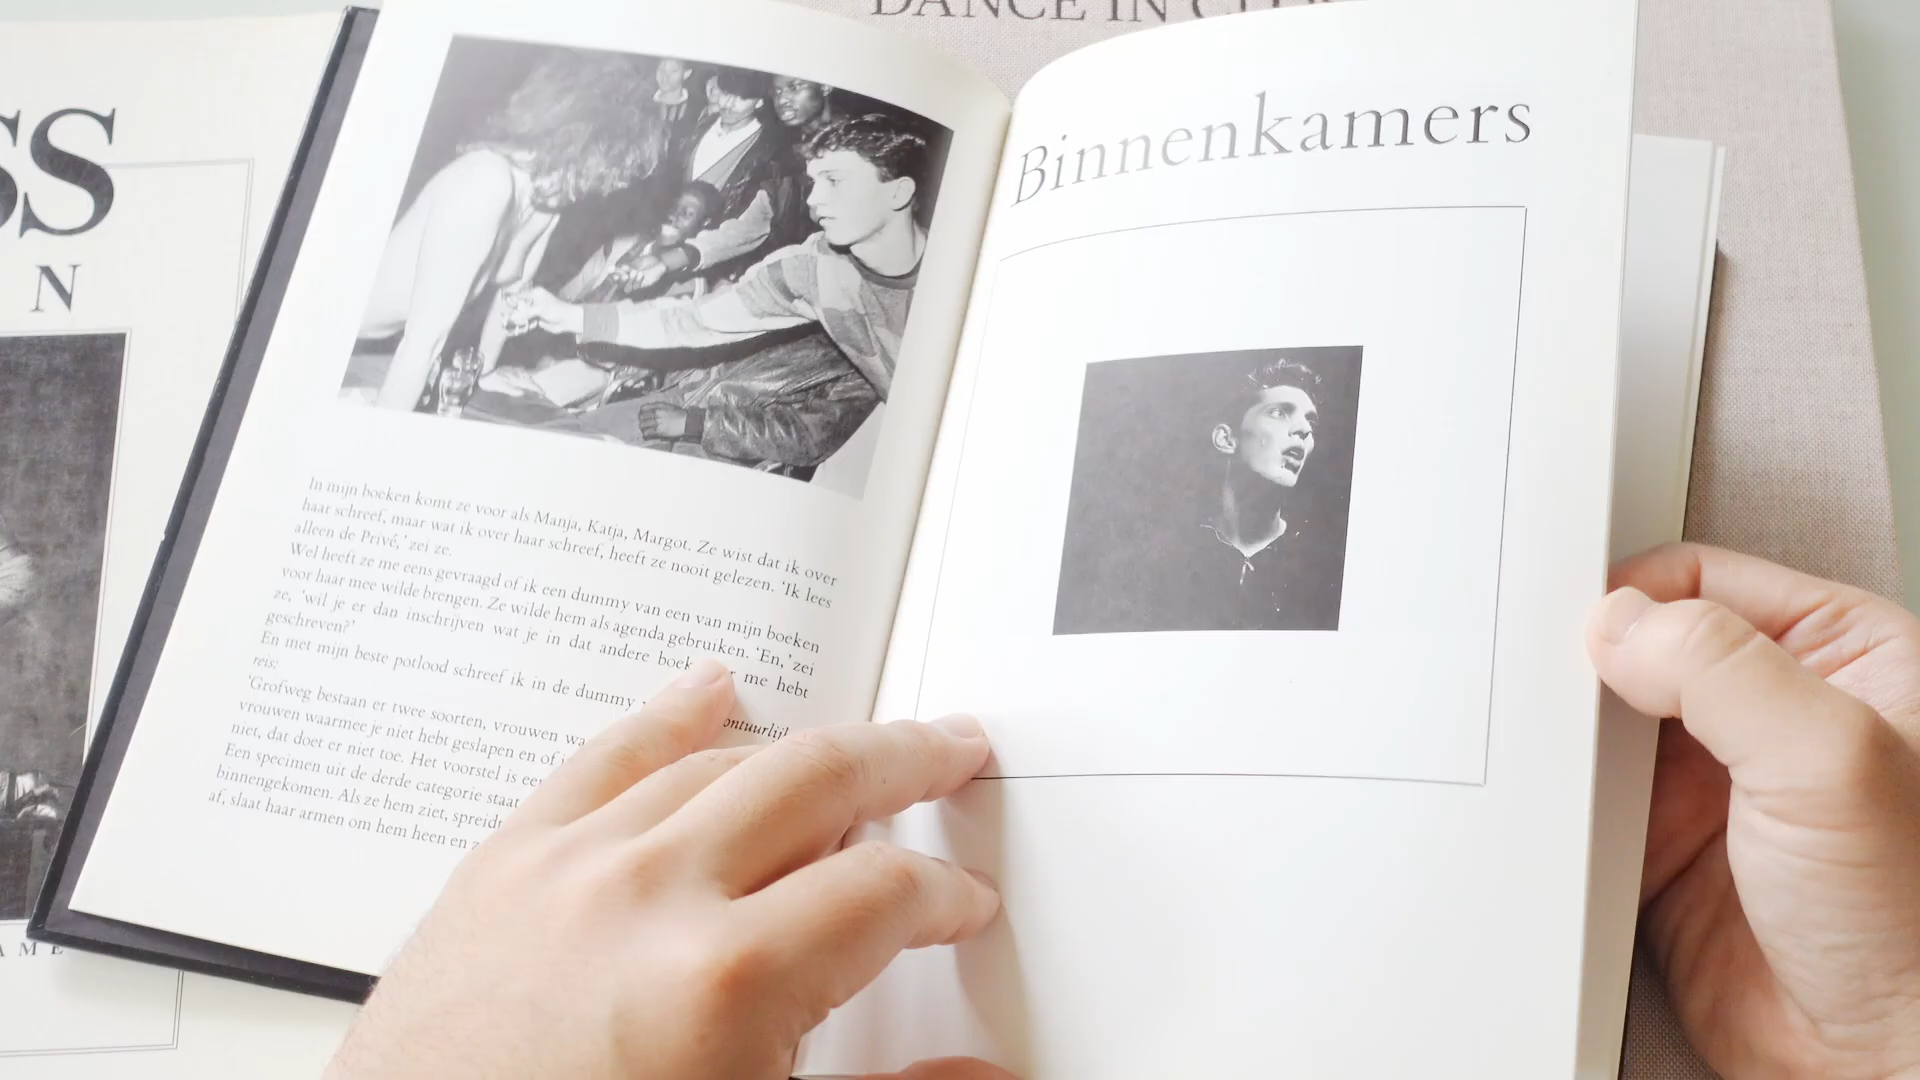 DANCE IN
SS
N
AME
In mijn boeken komt ze voor als Manja, Katja, Margot. Ze wist dat ik over
haar schreef, maar wat ik over haar schreef, heeft ze nooit gelezen. ‘Ik lees
alleen de Privé,’ zei ze.
Wel heeft ze me eens gevraagd of ik een dummy van een van mijn boeken
voor haar mee wilde brengen. Ze wilde hem als agenda gebruiken. ‘En,’ zei
ze, ‘wil je er dan inschrijven wat je in dat andere boek me hebt
geschreven?’
En met mijn beste potlood schreef ik in de dummy
reis:
‘Grofweg bestaan er twee soorten, vrouwen
vrouwen waarmee je niet hebt geslapen en of
niet, dat doet er niet toe. Het voorstel is
Een specimen uit de derde categorie staat
binnengekomen. Als ze hem ziet,
af, slaat haar armen om hem heen en
Binnenkamers